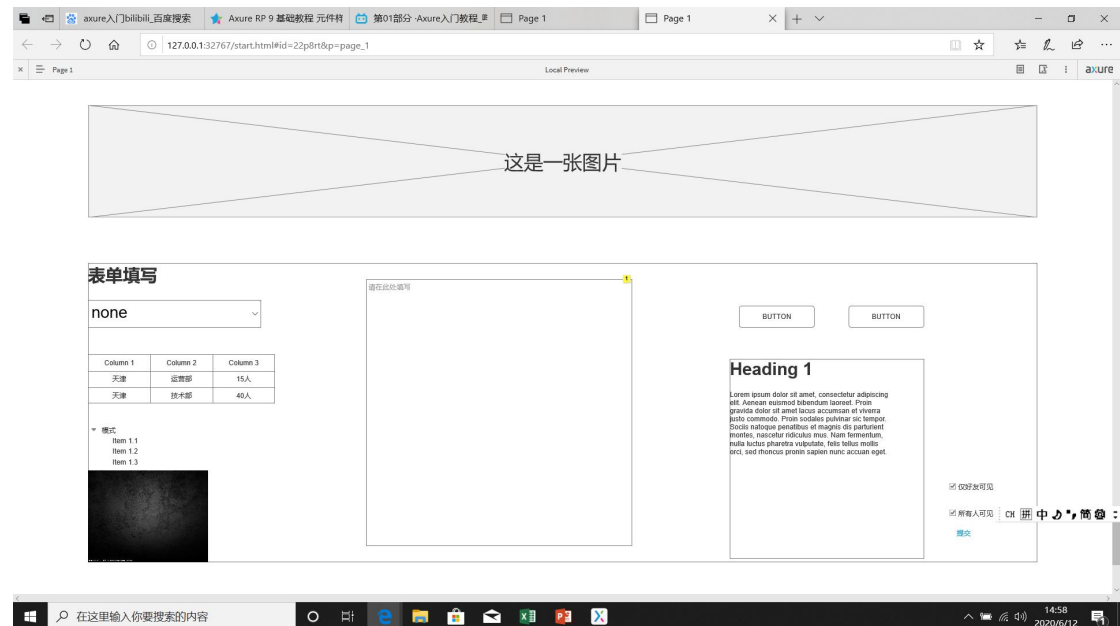 axure入门bilibili_百度搜索
Axure RP 9 基础教程 元件样
第01部分 ·Axure入门教程_
Page 1
Page 1
127.0.0.1:32767/start.html#id=22p8rt&p=page_1
Page 1
Local Preview
axure
这是一张图片
表单填写
none
请在此处填写
1
BUTTON
BUTTON
Column 1 Column 2 Column 3
天津 运营部 15人
天津 技术部 40人
模式
Item 1.1
Item 1.2
Item 1.3
Heading 1
Lorem ipsum dolor sit amet, consectetur adipiscing
elit. Aenean euismod bibendum laoreet. Proin
gravida dolor sit amet lacus accumsan et viverra
justo commodo. Proin sodales pulvinar sic tempor.
Sociis natoque penatibus et magnis dis parturient
montes, nascetur ridiculus mus. Nam fermentum,
nulla luctus pharetra vulputate, felis tellus mollis
orci, sed rhoncus pronin sapien nunc accuan eget.
仅好友可见
所有人可见
提交
CH 拼 中 简
在这里输入你要搜索的内容
14:58
2020/6/12